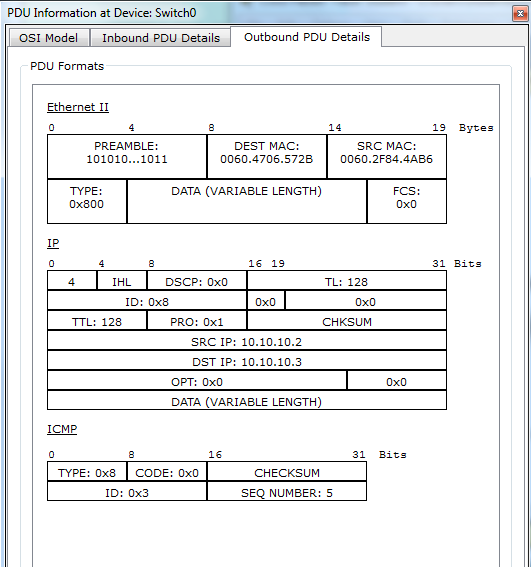 PDU Information at Device: Switch0
OSI Model Inbound PDU Details Outbound PDU Details
PDU Formats
Ethernet II
0 4 8 14 19 Bytes
PREAMBLE: DEST MAC: SRC MAC:
101010...1011 0060.4706.572B 0060.2F84.4AB6
TYPE: DATA (VARIABLE LENGTH) FCS:
0x800 0x0
IP
0 4 8 16 19 31 Bits
4 IHL DSCP: 0x0 TL: 128
ID: 0x8 0x0 0x0
TTL: 128 PRO: 0x1 CHKSUM
SRC IP: 10.10.10.2
DST IP: 10.10.10.3
OPT: 0x0 0x0
DATA (VARIABLE LENGTH)
ICMP
0 8 16 31 Bits
TYPE: 0x8 CODE: 0x0 CHECKSUM
ID: 0x3 SEQ NUMBER: 5